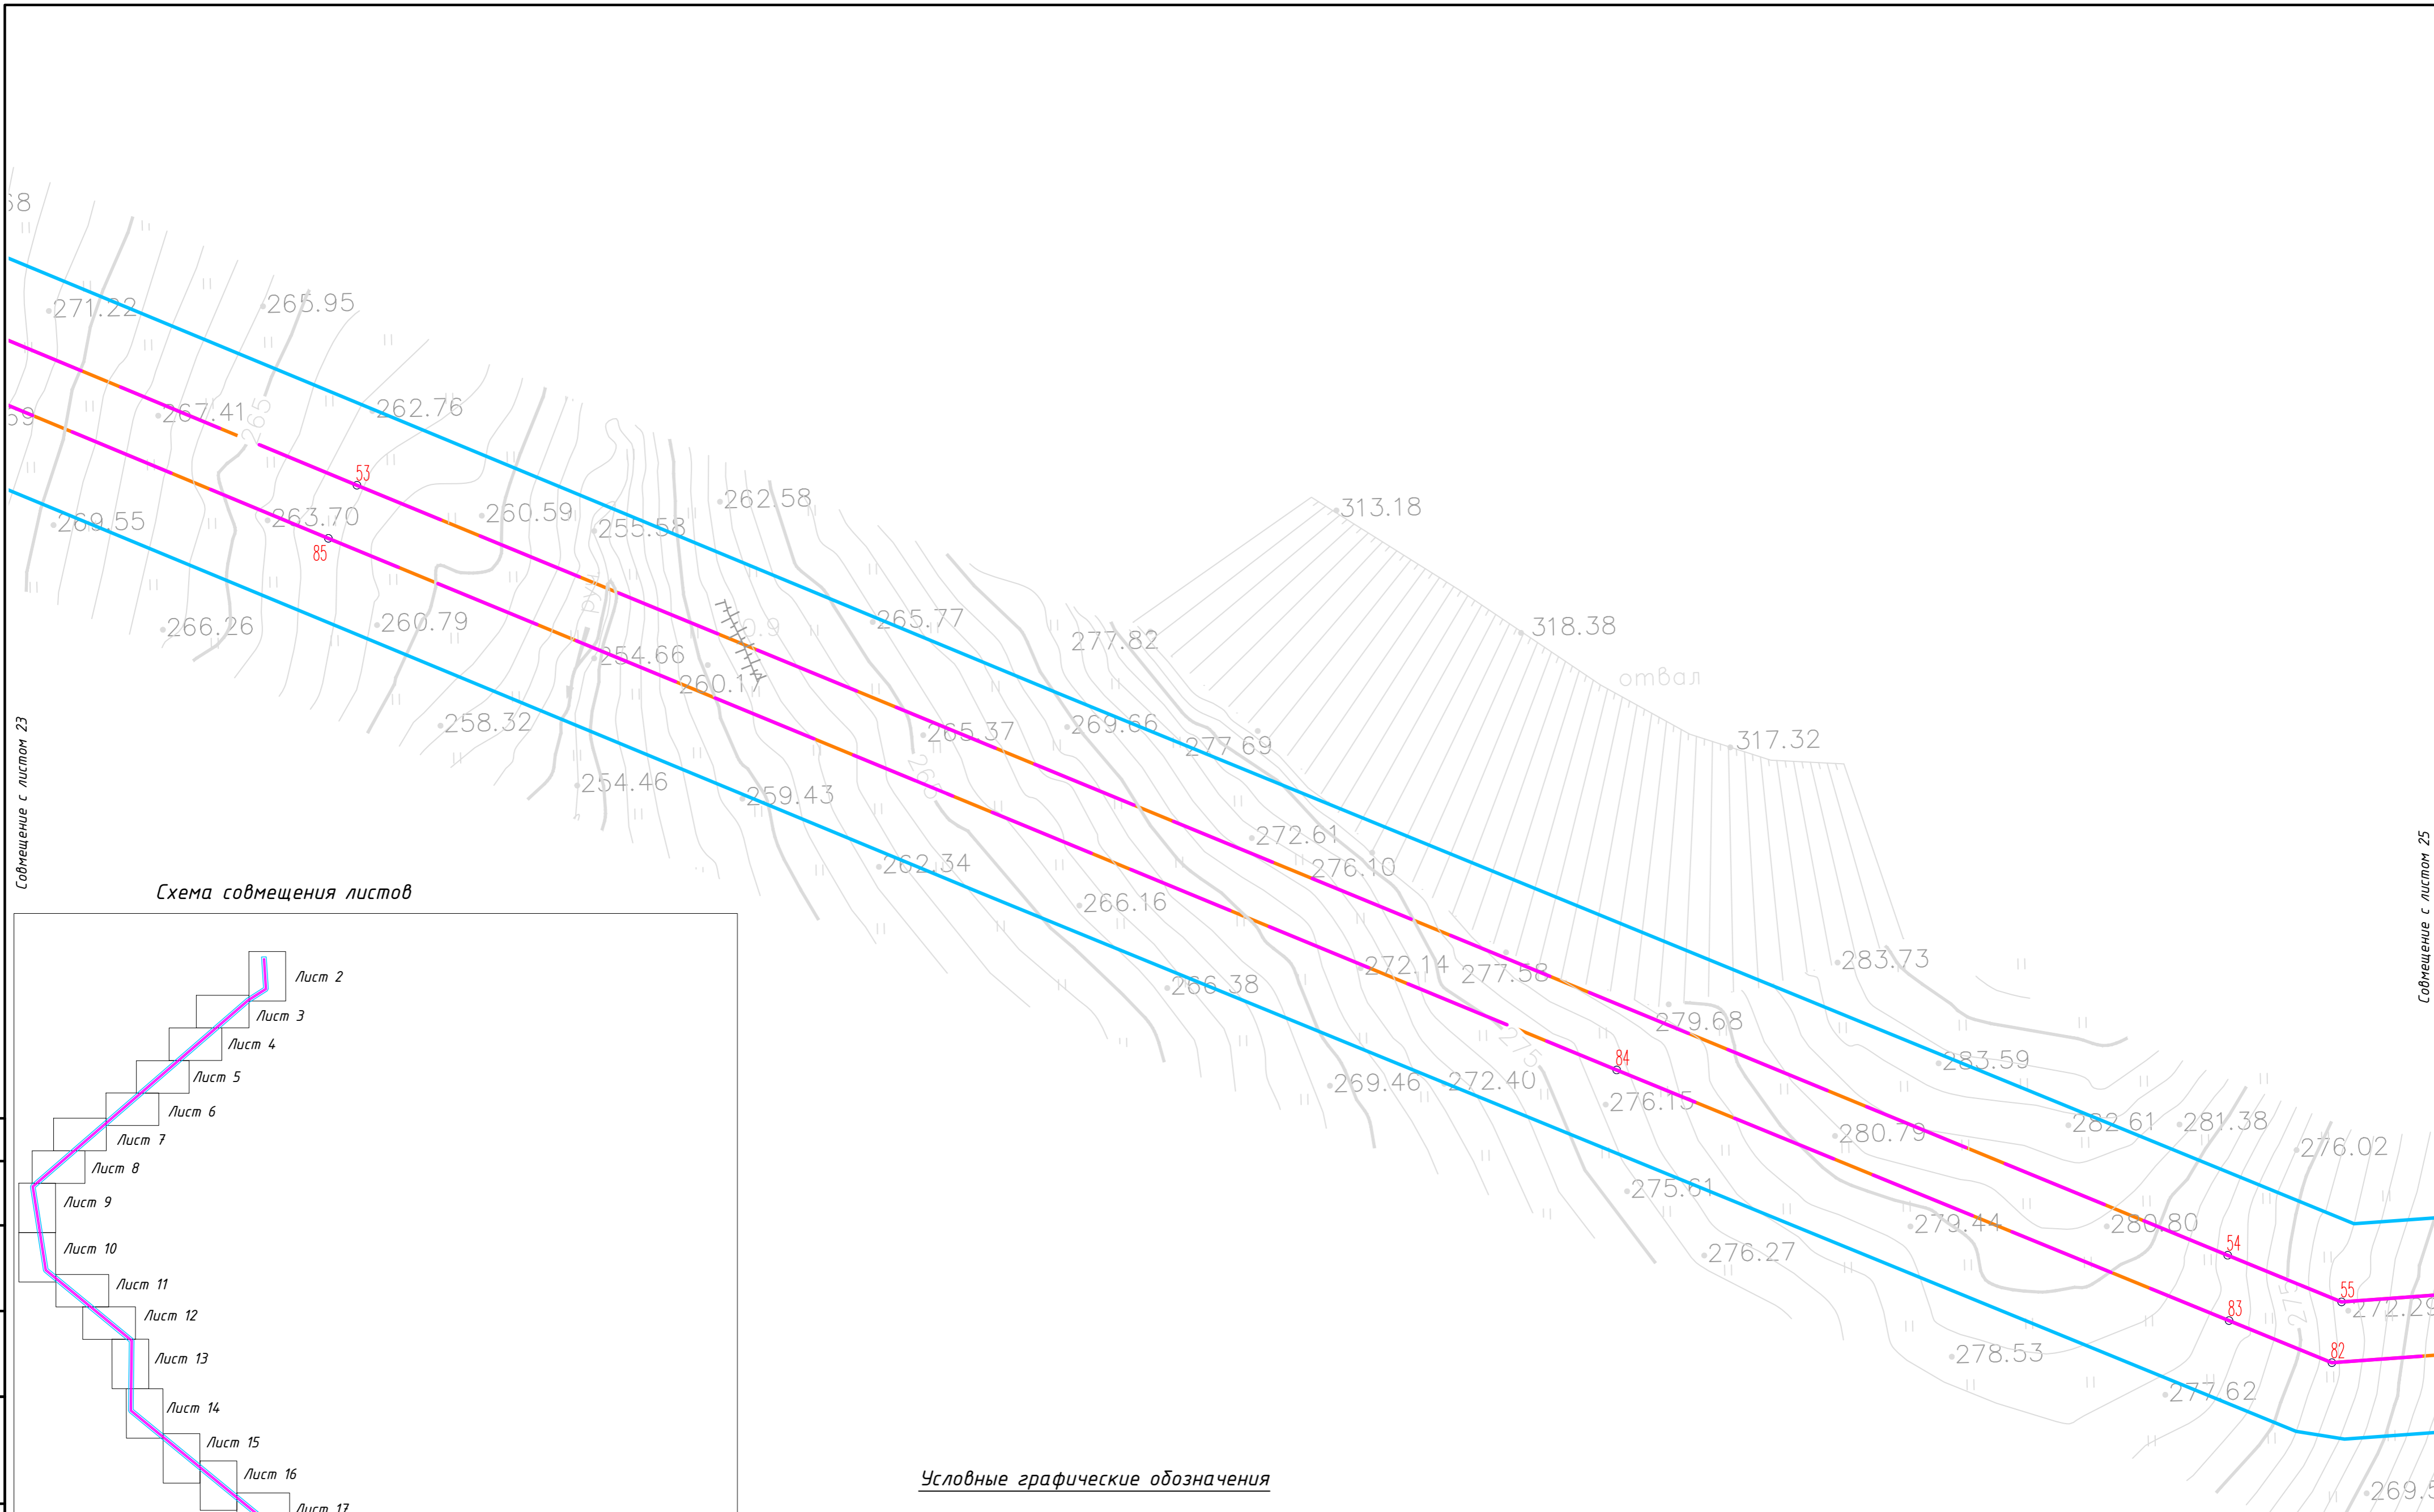 271.22
265.95
267.41
265
262.76
53
269.55
263.70
85
260.59
255.58
262.58
313.18
266.26
260.79
руч
254.66
260.17
265.77
277.82
318.38
отвал
258.32
265.37
269.66
277.69
317.32
254.46
259.43
265
272.61
276.10
262.34
266.16
Совмещение с листом 23
Совмещение с листом 25
266.38
272.14
277.58
283.73
279.68
275
84
283.59
269.46
272.40
276.15
280.79
282.61
281.38
276.02
275.61
279.44
280.80
276.27
54
55
83
275
272.29
82
278.53
277.62
Схема совмещения листов
Лист 2
Лист 3
Лист 4
Лист 5
Лист 6
Лист 7
Лист 8
Лист 9
Лист 10
Лист 11
Лист 12
Лист 13
Лист 14
Лист 15
Лист 16
Лист 17
Условные графические обозначения